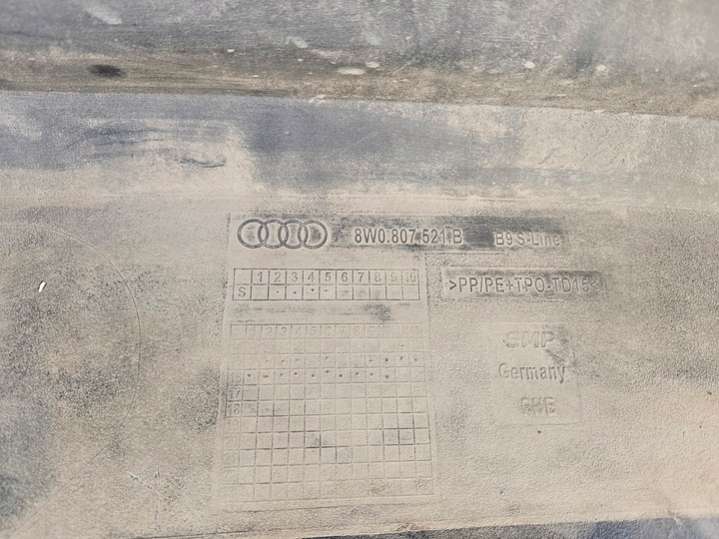 8W0.807.521.B B9 S-Line
1 2 3 4 5 6 7 8 9 10
S
>PP/PE+TPO-TD15<
SMP
Germany